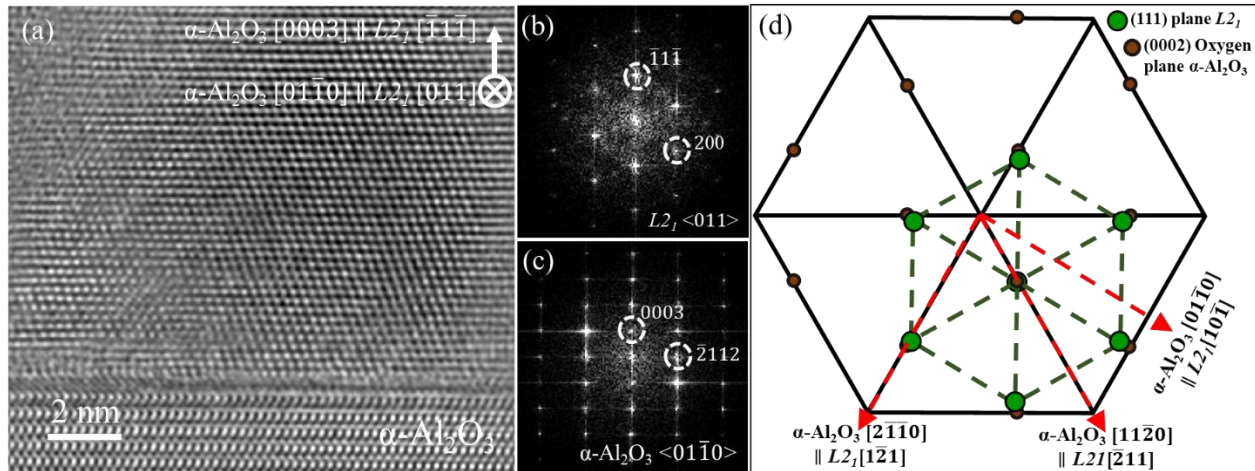 (a)
α-Al₂O₃ [0003] ∥ L2₁ [1̄11̄]
α-Al₂O₃ [011̄0] ∥ L2₁ [011]
2 nm
α-Al₂O₃
(b)
1̄11̄
200
L2₁ <011>
(c)
0003
2̄112
α-Al₂O₃ <011̄0>
(d)
(111) plane L2₁
(0002) Oxygen
plane α-Al₂O₃
α-Al₂O₃ [011̄0]
∥ L2₁[101̄]
α-Al₂O₃ [21̄1̄0]
∥ L2₁[12̄1]
α-Al₂O₃ [112̄0]
∥ L21[2̄11]